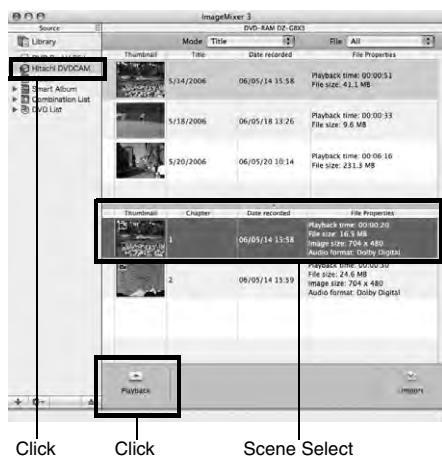 ImageMixer 3
Source
DVD-RAM DZ-GBX3
Library
Mode Title
File All
Thumbnail Title Date recorded File Properties
Hitachi DVDCAM
Smart Album
Combination List
DVD List
5/14/2006 06/05/14 15:58 Playback time: 00:00:51
File size: 41.1 MB
5/18/2006 06/05/18 13:26 Playback time: 00:00:33
File size: 9.6 MB
5/20/2006 06/05/20 10:14 Playback time: 00:06:16
File size: 231.3 MB
Thumbnail Chapter Date recorded File Properties
1 06/05/14 15:58 Playback time: 00:00:20
File size: 16.5 MB
Image size: 704 x 480
Audio format: Dolby Digital
2 06/05/14 15:59 Playback time: 00:00:30
File size: 24.6 MB
Image size: 704 x 480
Audio format: Dolby Digital
Playback
Import
Click
Click
Scene Select